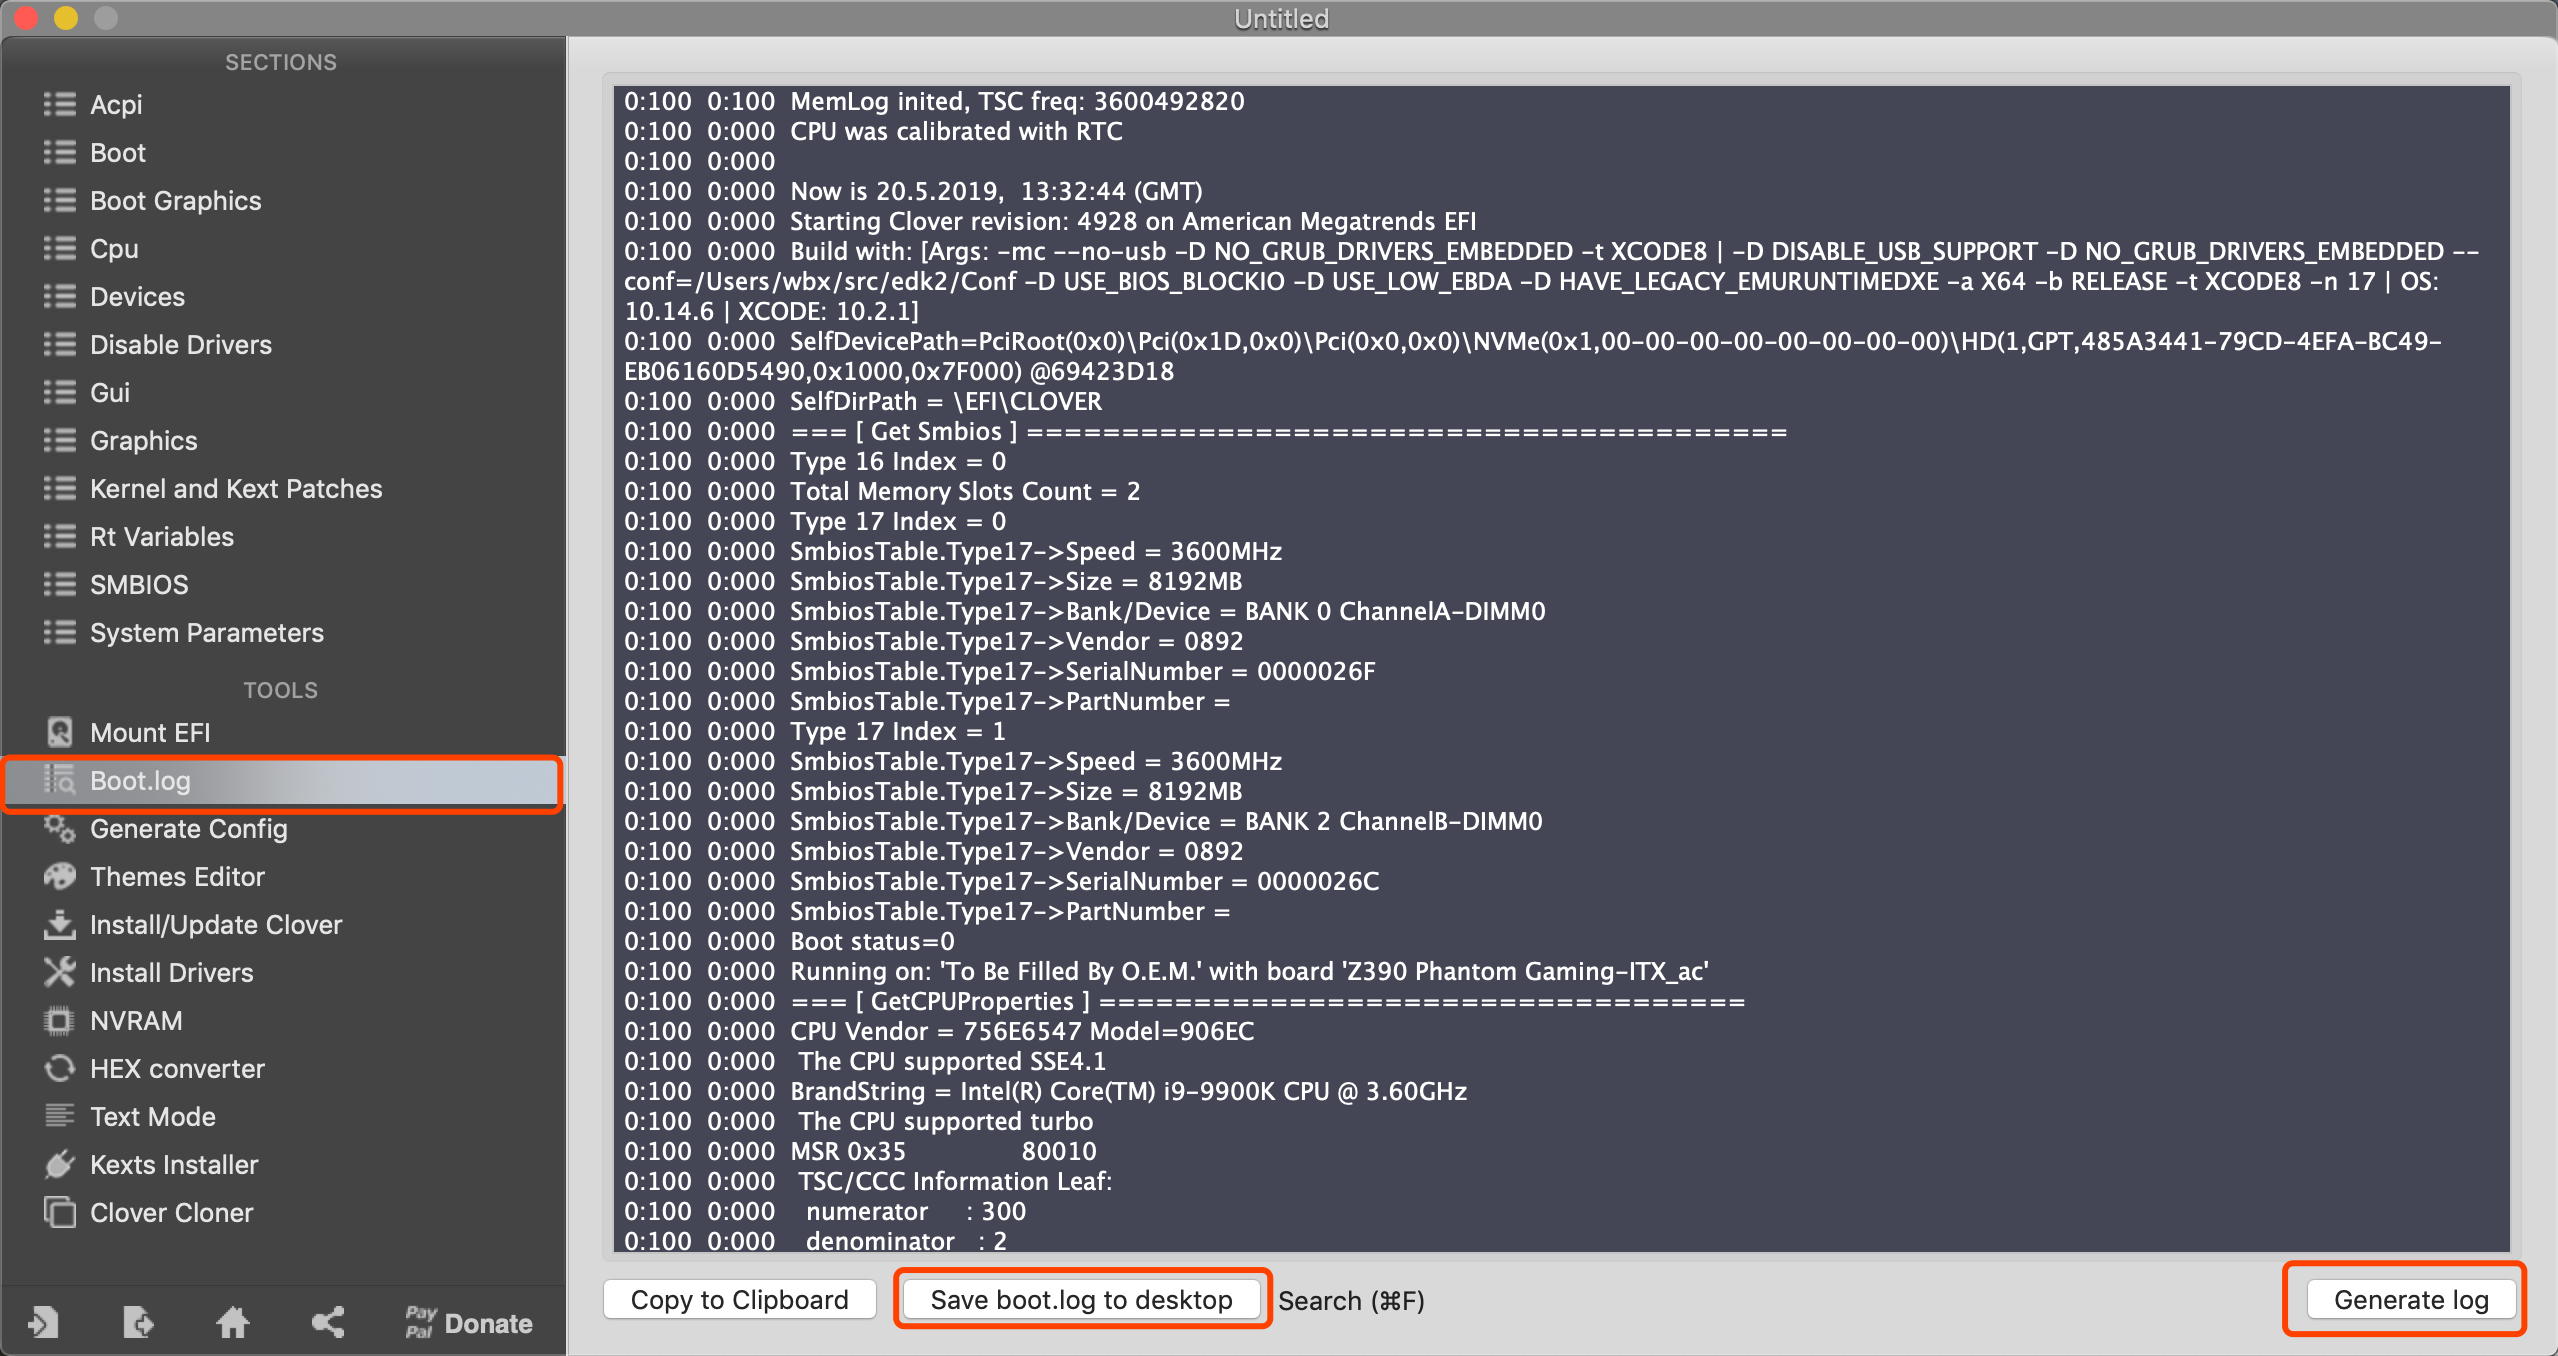 Untitled
SECTIONS
Acpi
Boot
Boot Graphics
Cpu
Devices
Disable Drivers
Gui
Graphics
Kernel and Kext Patches
Rt Variables
SMBIOS
System Parameters
TOOLS
Mount EFI
Boot.log
Generate Config
Themes Editor
Install/Update Clover
Install Drivers
NVRAM
HEX converter
Text Mode
Kexts Installer
Clover Cloner
Pay Pal Donate
0:100  0:100  MemLog inited, TSC freq: 3600492820
0:100  0:000  CPU was calibrated with RTC
0:100  0:000
0:100  0:000  Now is 20.5.2019,  13:32:44 (GMT)
0:100  0:000  Starting Clover revision: 4928 on American Megatrends EFI
0:100  0:000  Build with: [Args: -mc --no-usb -D NO_GRUB_DRIVERS_EMBEDDED -t XCODE8 | -D DISABLE_USB_SUPPORT -D NO_GRUB_DRIVERS_EMBEDDED --
conf=/Users/wbx/src/edk2/Conf -D USE_BIOS_BLOCKIO -D USE_LOW_EBDA -D HAVE_LEGACY_EMURUNTIMEDXE -a X64 -b RELEASE -t XCODE8 -n 17 | OS:
10.14.6 | XCODE: 10.2.1]
0:100  0:000  SelfDevicePath=PciRoot(0x0)\Pci(0x1D,0x0)\Pci(0x0,0x0)\NVMe(0x1,00-00-00-00-00-00-00-00)\HD(1,GPT,485A3441-79CD-4EFA-BC49-
EB06160D5490,0x1000,0x7F000) @69423D18
0:100  0:000  SelfDirPath = \EFI\CLOVER
0:100  0:000  === [ Get Smbios ] ========================================
0:100  0:000  Type 16 Index = 0
0:100  0:000  Total Memory Slots Count = 2
0:100  0:000  Type 17 Index = 0
0:100  0:000  SmbiosTable.Type17->Speed = 3600MHz
0:100  0:000  SmbiosTable.Type17->Size = 8192MB
0:100  0:000  SmbiosTable.Type17->Bank/Device = BANK 0 ChannelA-DIMM0
0:100  0:000  SmbiosTable.Type17->Vendor = 0892
0:100  0:000  SmbiosTable.Type17->SerialNumber = 0000026F
0:100  0:000  SmbiosTable.Type17->PartNumber =
0:100  0:000  Type 17 Index = 1
0:100  0:000  SmbiosTable.Type17->Speed = 3600MHz
0:100  0:000  SmbiosTable.Type17->Size = 8192MB
0:100  0:000  SmbiosTable.Type17->Bank/Device = BANK 2 ChannelB-DIMM0
0:100  0:000  SmbiosTable.Type17->Vendor = 0892
0:100  0:000  SmbiosTable.Type17->SerialNumber = 0000026C
0:100  0:000  SmbiosTable.Type17->PartNumber =
0:100  0:000  Boot status=0
0:100  0:000  Running on: 'To Be Filled By O.E.M.' with board 'Z390 Phantom Gaming-ITX_ac'
0:100  0:000  === [ GetCPUProperties ] ==================================
0:100  0:000  CPU Vendor = 756E6547 Model=906EC
0:100  0:000   The CPU supported SSE4.1
0:100  0:000  BrandString = Intel(R) Core(TM) i9-9900K CPU @ 3.60GHz
0:100  0:000   The CPU supported turbo
0:100  0:000  MSR 0x35              80010
0:100  0:000   TSC/CCC Information Leaf:
0:100  0:000    numerator     : 300
0:100  0:000    denominator   : 2
Copy to Clipboard
Save boot.log to desktop
Search (⌘F)
Generate log